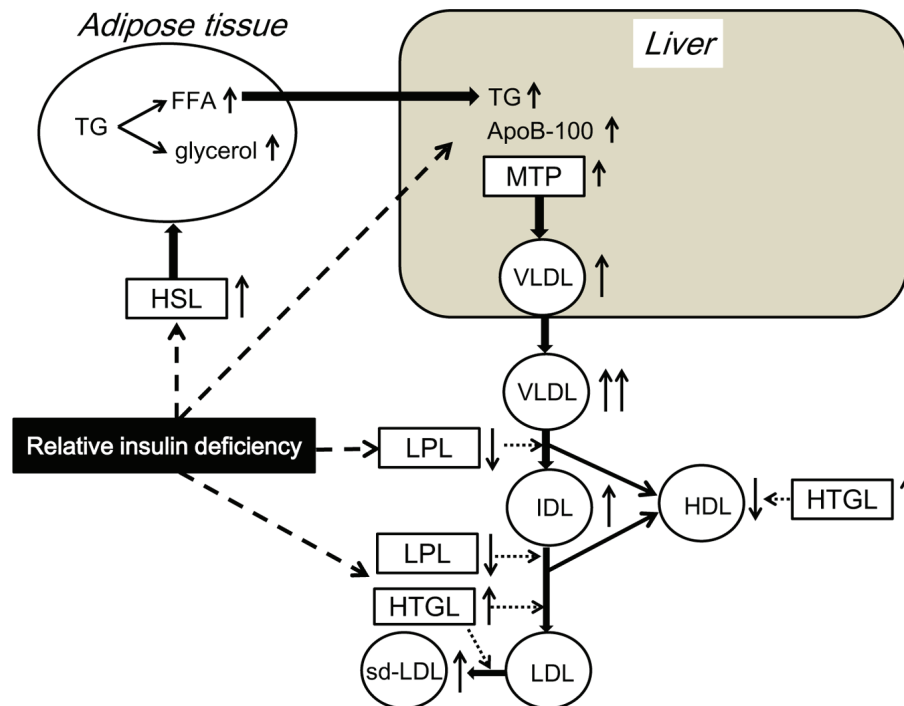 Adipose tissue
Liver
TG
FFA
glycerol
TG
ApoB-100
MTP
VLDL
HSL
VLDL
Relative insulin deficiency
LPL
IDL
HDL
HTGL
LPL
HTGL
sd-LDL
LDL